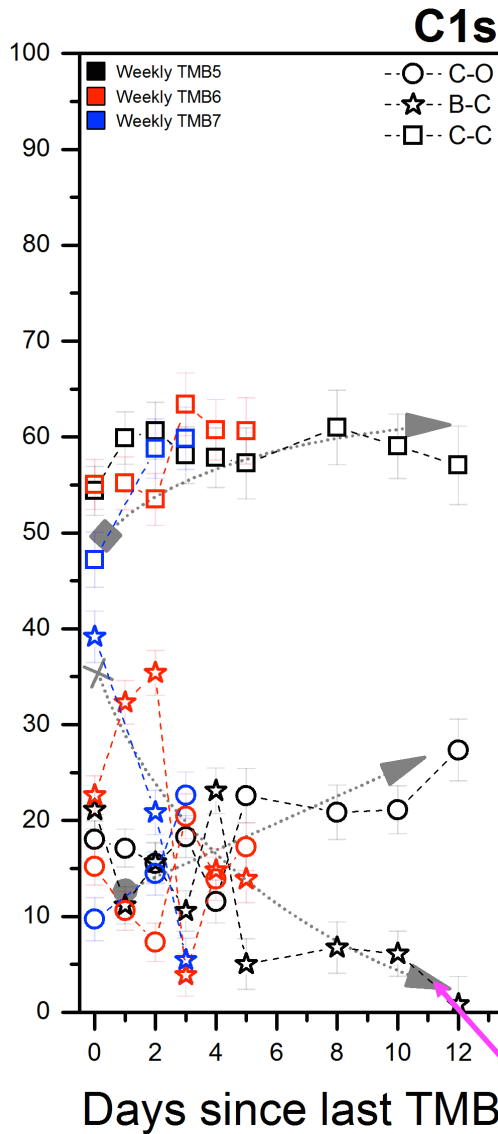 C1s
100
Weekly TMB5
Weekly TMB6
Weekly TMB7
C-O
B-C
C-C
90
80
70
60
50
40
30
20
10
0
0 2 4 6 8 10 12
Days since last TMB